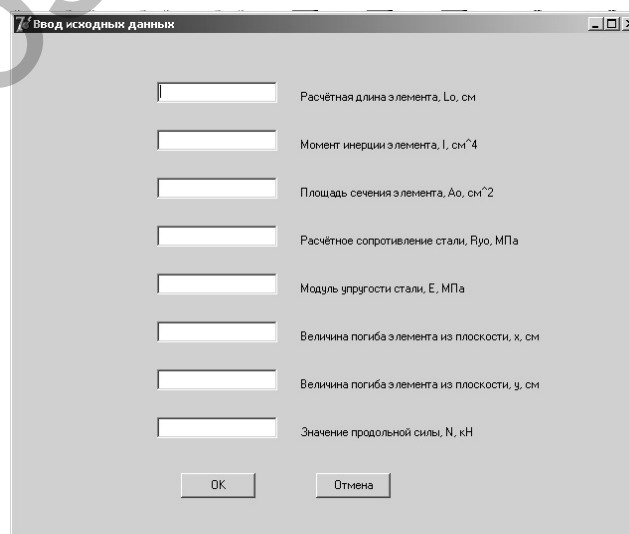 Ввод исходных данных
Расчётная длина элемента, Lo, см
Момент инерции элемента, I, см^4
Площадь сечения элемента, Ao, см^2
Расчётное сопротивление стали, Ryo, МПа
Модуль упругости стали, E, МПа
Величина погиба элемента из плоскости, x, см
Величина погиба элемента из плоскости, y, см
Значение продольной силы, N, кН
OK Отмена